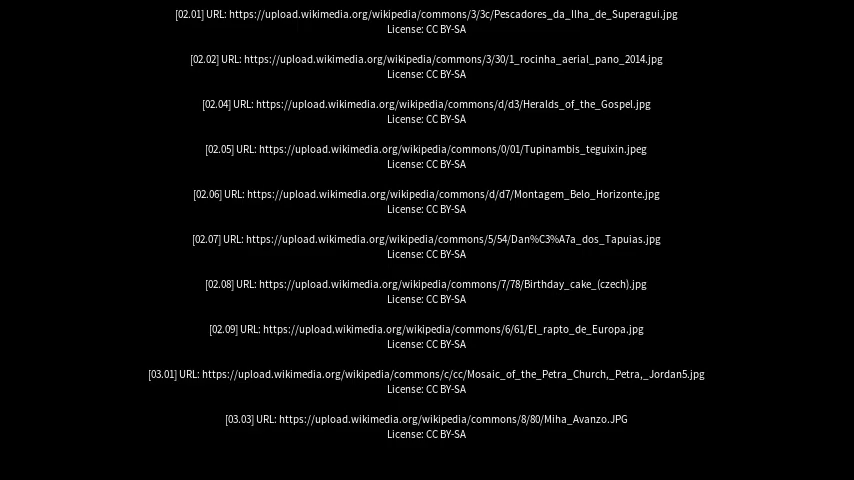 [02.01] URL: https://upload.wikimedia.org/wikipedia/commons/3/3c/Pescadores_da_Ilha_de_Superagui.jpg
License: CC BY-SA
[02.02] URL: https://upload.wikimedia.org/wikipedia/commons/3/30/1_rocinha_aerial_pano_2014.jpg
License: CC BY-SA
[02.04] URL: https://upload.wikimedia.org/wikipedia/commons/d/d3/Heralds_of_the_Gospel.jpg
License: CC BY-SA
[02.05] URL: https://upload.wikimedia.org/wikipedia/commons/0/01/Tupinambis_teguixin.jpeg
License: CC BY-SA
[02.06] URL: https://upload.wikimedia.org/wikipedia/commons/d/d7/Montagem_Belo_Horizonte.jpg
License: CC BY-SA
[02.07] URL: https://upload.wikimedia.org/wikipedia/commons/5/54/Dan%C3%A7a_dos_Tapuias.jpg
License: CC BY-SA
[02.08] URL: https://upload.wikimedia.org/wikipedia/commons/7/78/Birthday_cake_(czech).jpg
License: CC BY-SA
[02.09] URL: https://upload.wikimedia.org/wikipedia/commons/6/61/El_rapto_de_Europa.jpg
License: CC BY-SA
[03.01] URL: https://upload.wikimedia.org/wikipedia/commons/c/cc/Mosaic_of_the_Petra_Church,_Petra,_Jordan5.jpg
License: CC BY-SA
[03.03] URL: https://upload.wikimedia.org/wikipedia/commons/8/80/Miha_Avanzo.JPG
License: CC BY-SA